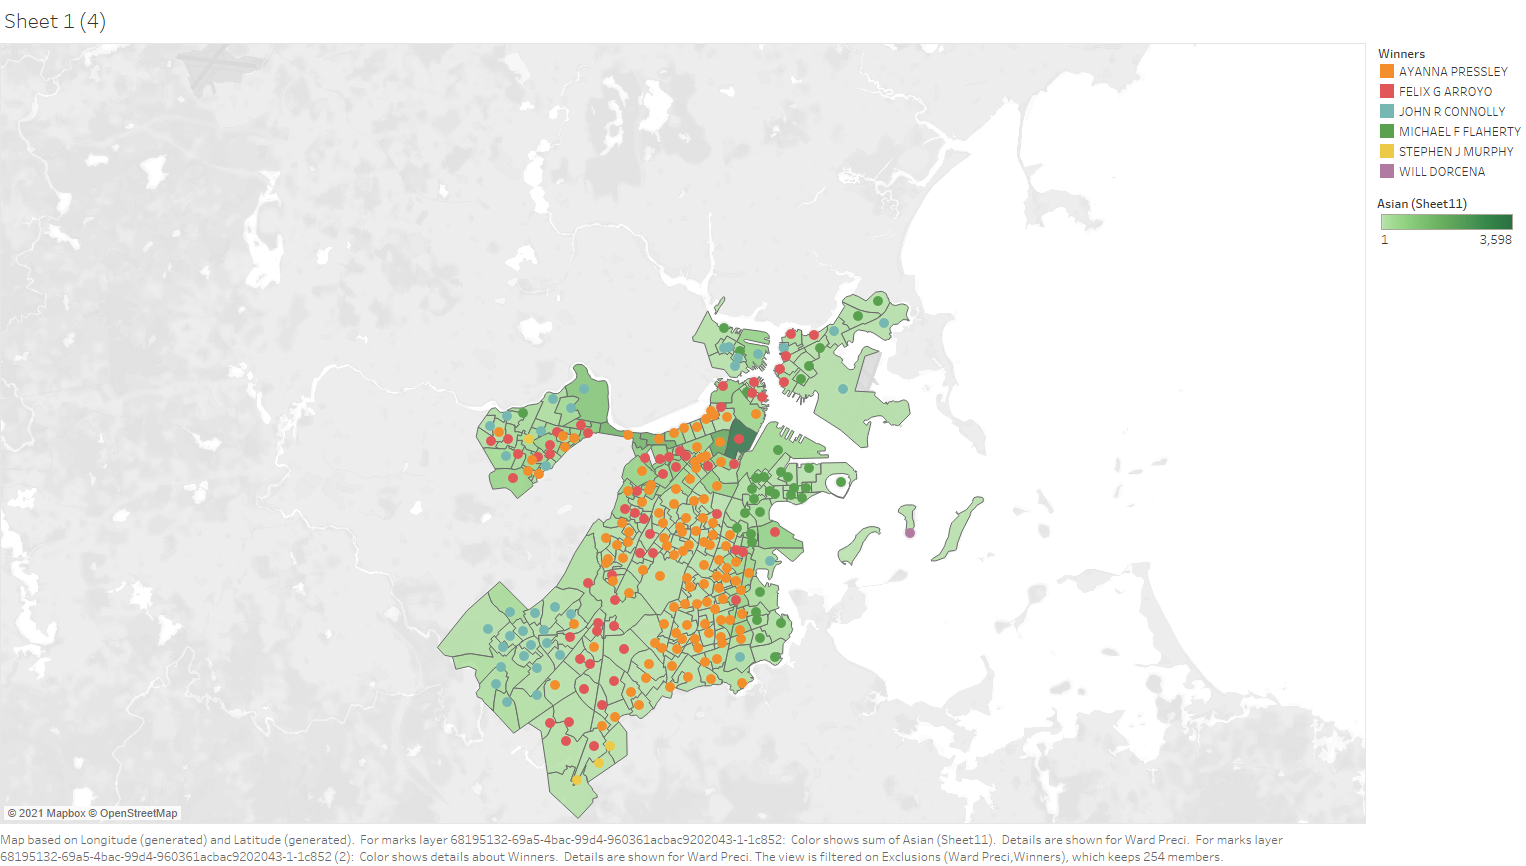 Sheet 1 (4)
Winners
AYANNA PRESSLEY
FELIX G ARROYO
JOHN R CONNOLLY
MICHAEL F FLAHERTY
STEPHEN J MURPHY
WILL DORCENA
Asian (Sheet11)
1 3,598
© 2021 Mapbox © OpenStreetMap
Map based on Longitude (generated) and Latitude (generated). For marks layer 68195132-69a5-4bac-99d4-960361acbac9202043-1-1c852: Color shows sum of Asian (Sheet11). Details are shown for Ward Preci. For marks layer
68195132-69a5-4bac-99d4-960361acbac9202043-1-1c852 (2): Color shows details about Winners. Details are shown for Ward Preci. The view is filtered on Exclusions (Ward Preci,Winners), which keeps 254 members.